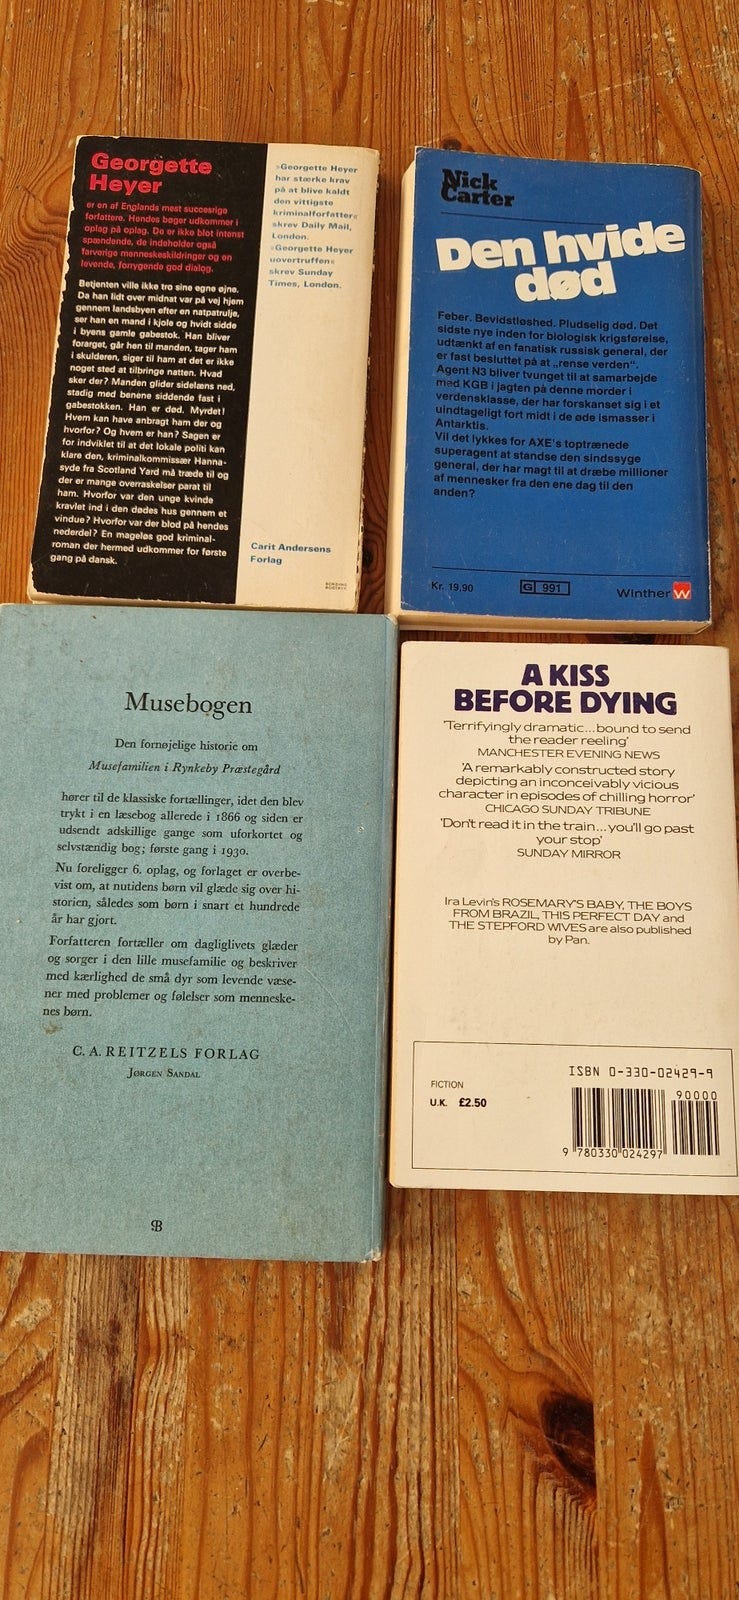 Georgette
Heyer
er en af Englands mest succesrige
forfattere. Hendes bøger udkommer i
oplag på oplag. De er ikke blot intenst
spændende, de indeholder også
farverige menneskeskildringer og en
levende, forrygende god dialog.
Betjenten ville ikke tro sine egne øjne.
Da han lidt over midnat var på vej hjem
gennem landsbyen efter en natpatrulje,
ser han en mand i kjole og hvidt sidde
i byens gamle gabestok. Han bliver
forarget, går hen til manden, tager ham
i skulderen, siger til ham at det er ikke
noget sted at tilbringe natten. Hvad
sker der? Manden glider sidelæns ned,
stadig med benene siddende fast i
gabestokken. Han er død. Myrdet!
Hvem kan have anbragt ham der og
hvorfor? Og hvem er han? Sagen er
for indviklet til at det lokale politi kan
klare den, kriminalkommissær Hanna-
syde fra Scotland Yard må træde til og
der er mange overraskelser parat til
ham. Hvorfor var den unge kvinde
kravlet ind i den dødes hus gennem et
vindue? Hvorfor var der blod på hendes
nederdel? En mageløs god kriminal-
roman der hermed udkommer for første
gang på dansk.
»Georgette Heyer
har stærke krav
på at blive kaldt
den vittigste
kriminalforfatter«
skrev Daily Mail,
London.
»Georgette Heyer
uovertruffen«
skrev Sunday
Times, London.
Carit Andersens
Forlag
Nick
Carter
Den hvide
død
Feber. Bevidstløshed. Pludselig død. Det
sidste nye inden for biologisk krigsførelse,
udtænkt af en fanatisk russisk general, der
er fast besluttet på at „rense verden“.
Agent N3 bliver tvunget til at samarbejde
med KGB i jagten på denne morder i
verdensklasse, der har forskanset sig i et
uindtageligt fort midt i de øde ismasser i
Antarktis.
Vil det lykkes for AXE's toptrænede
superagent at standse den sindssyge
general, der har magt til at dræbe millioner
af mennesker fra den ene dag til den
anden?
Kr. 19,90
G 991
Winther W
Musebogen
Den fornøjelige historie om
Musefamilien i Rynkeby Præstegård
hører til de klassiske fortællinger, idet den blev
trykt i en læsebog allerede i 1866 og siden er
udsendt adskillige gange som uforkortet og
selvstændig bog; første gang i 1930.
Nu foreligger 6. oplag, og forlaget er overbe-
vist om, at nutidens børn vil glæde sig over hi-
storien, således som børn i snart et hundrede
år har gjort.
Forfatteren fortæller om dagliglivets glæder
og sorger i den lille musefamilie og beskriver
med kærlighed de små dyr som levende væse-
ner med problemer og følelser som menneske-
nes børn.
C. A. REITZELS FORLAG
JØRGEN SANDAL
A KISS
BEFORE DYING
'Terrifyingly dramatic...bound to send
the reader reeling'
MANCHESTER EVENING NEWS
'A remarkably constructed story
depicting an inconceivably vicious
character in episodes of chilling horror'
CHICAGO SUNDAY TRIBUNE
'Don't read it in the train...you'll go past
your stop'
SUNDAY MIRROR
Ira Levin's ROSEMARY'S BABY, THE BOYS
FROM BRAZIL, THIS PERFECT DAY and
THE STEPFORD WIVES are also published
by Pan.
ISBN 0-330-02429-9
90000
FICTION
U.K. £2.50
9 780330 024297